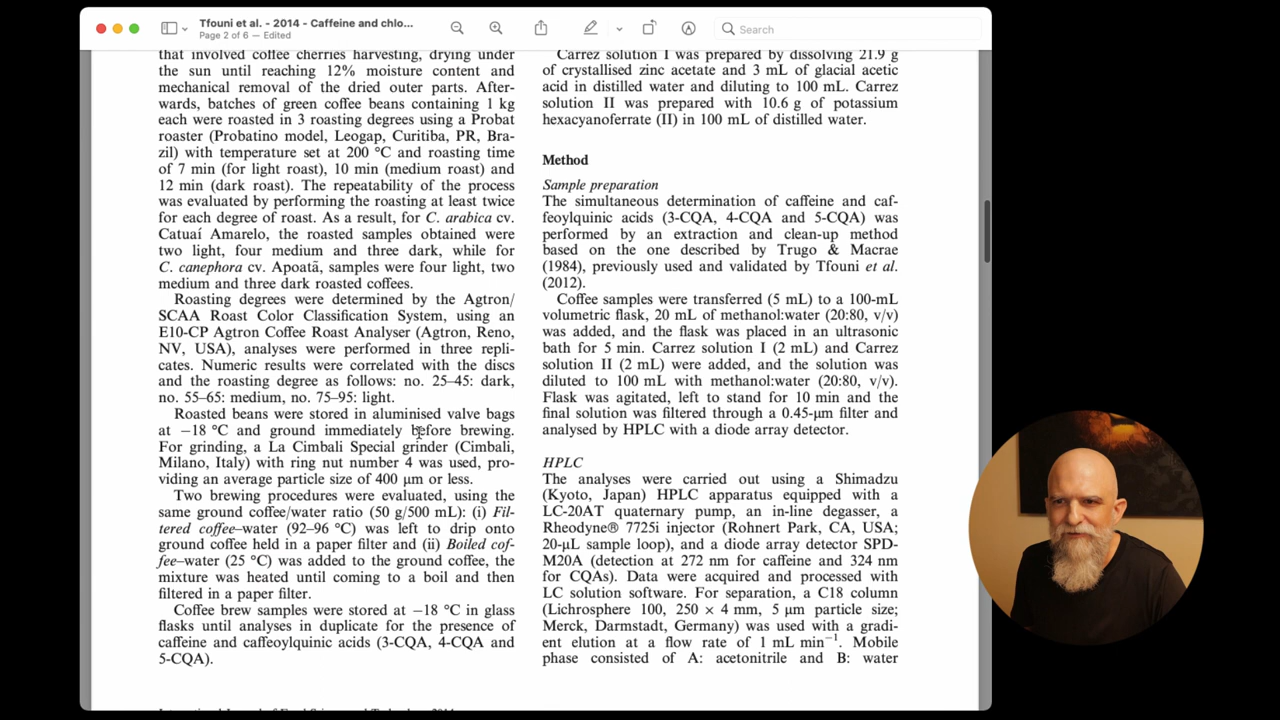 Tfouni et al. - 2014 - Caffeine and chlo...
Page 2 of 6 — Edited
Search
that involved coffee cherries harvesting, drying under
the sun until reaching 12% moisture content and
mechanical removal of the dried outer parts. After-
wards, batches of green coffee beans containing 1 kg
each were roasted in 3 roasting degrees using a Probat
roaster (Probatino model, Leogap, Curitiba, PR, Bra-
zil) with temperature set at 200 °C and roasting time
of 7 min (for light roast), 10 min (medium roast) and
12 min (dark roast). The repeatability of the process
was evaluated by performing the roasting at least twice
for each degree of roast. As a result, for C. arabica cv.
Catuaí Amarelo, the roasted samples obtained were
two light, four medium and three dark, while for
C. canephora cv. Apoatã, samples were four light, two
medium and three dark roasted coffees.
Roasting degrees were determined by the Agtron/
SCAA Roast Color Classification System, using an
E10-CP Agtron Coffee Roast Analyser (Agtron, Reno,
NV, USA), analyses were performed in three repli-
cates. Numeric results were correlated with the discs
and the roasting degree as follows: no. 25–45: dark,
no. 55–65: medium, no. 75–95: light.
Roasted beans were stored in aluminised valve bags
at −18 °C and ground immediately before brewing.
For grinding, a La Cimbali Special grinder (Cimbali,
Milano, Italy) with ring nut number 4 was used, pro-
viding an average particle size of 400 μm or less.
Two brewing procedures were evaluated, using the
same ground coffee/water ratio (50 g/500 mL): (i) Fil-
tered coffee–water (92–96 °C) was left to drip onto
ground coffee held in a paper filter and (ii) Boiled cof-
fee–water (25 °C) was added to the ground coffee, the
mixture was heated until coming to a boil and then
filtered in a paper filter.
Coffee brew samples were stored at −18 °C in glass
flasks until analyses in duplicate for the presence of
caffeine and caffeoylquinic acids (3-CQA, 4-CQA and
5-CQA).
Carrez solution I was prepared by dissolving 21.9 g
of crystallised zinc acetate and 3 mL of glacial acetic
acid in distilled water and diluting to 100 mL. Carrez
solution II was prepared with 10.6 g of potassium
hexacyanoferrate (II) in 100 mL of distilled water.
Method
Sample preparation
The simultaneous determination of caffeine and caf-
feoylquinic acids (3-CQA, 4-CQA and 5-CQA) was
performed by an extraction and clean-up method
based on the one described by Trugo & Macrae
(1984), previously used and validated by Tfouni et al.
(2012).
Coffee samples were transferred (5 mL) to a 100-mL
volumetric flask, 20 mL of methanol:water (20:80, v/v)
was added, and the flask was placed in an ultrasonic
bath for 5 min. Carrez solution I (2 mL) and Carrez
solution II (2 mL) were added, and the solution was
diluted to 100 mL with methanol:water (20:80, v/v).
Flask was agitated, left to stand for 10 min and the
final solution was filtered through a 0.45-μm filter and
analysed by HPLC with a diode array detector.
HPLC
The analyses were carried out using a Shimadzu
(Kyoto, Japan) HPLC apparatus equipped with a
LC-20AT quaternary pump, an in-line degasser, a
Rheodyne® 7725i injector (Rohnert Park, CA, USA;
20-μL sample loop), and a diode array detector SPD-
M20A (detection at 272 nm for caffeine and 324 nm
for CQAs). Data were acquired and processed with
LC solution software. For separation, a C18 column
(Lichrosphere 100, 250 × 4 mm, 5 μm particle size;
Merck, Darmstadt, Germany) was used with a gradi-
ent elution at a flow rate of 1 mL min⁻¹. Mobile
phase consisted of A: acetonitrile and B: water